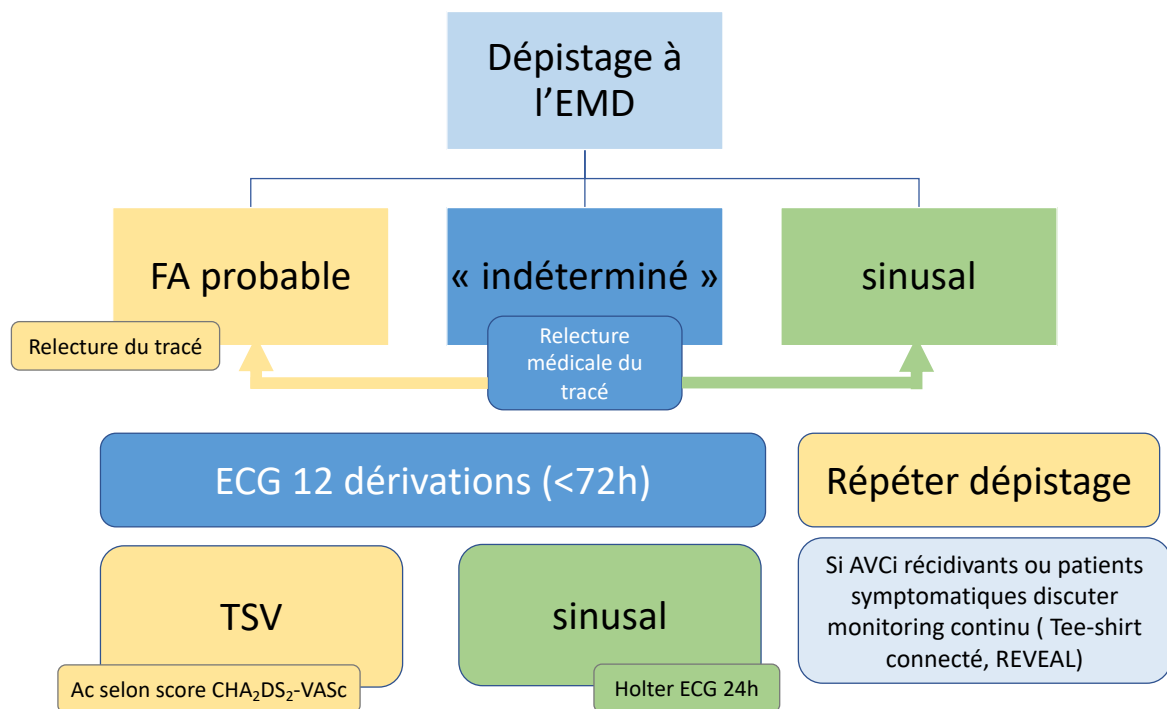 Dépistage à
l’EMD
FA probable
« indéterminé »
sinusal
Relecture du tracé
Relecture
médicale du
tracé
ECG 12 dérivations (<72h)
Répéter dépistage
TSV
sinusal
Si AVCi récidivants ou patients
symptomatiques discuter
monitoring continu ( Tee-shirt
connecté, REVEAL)
Ac selon score CHA₂DS₂-VASc
Holter ECG 24h